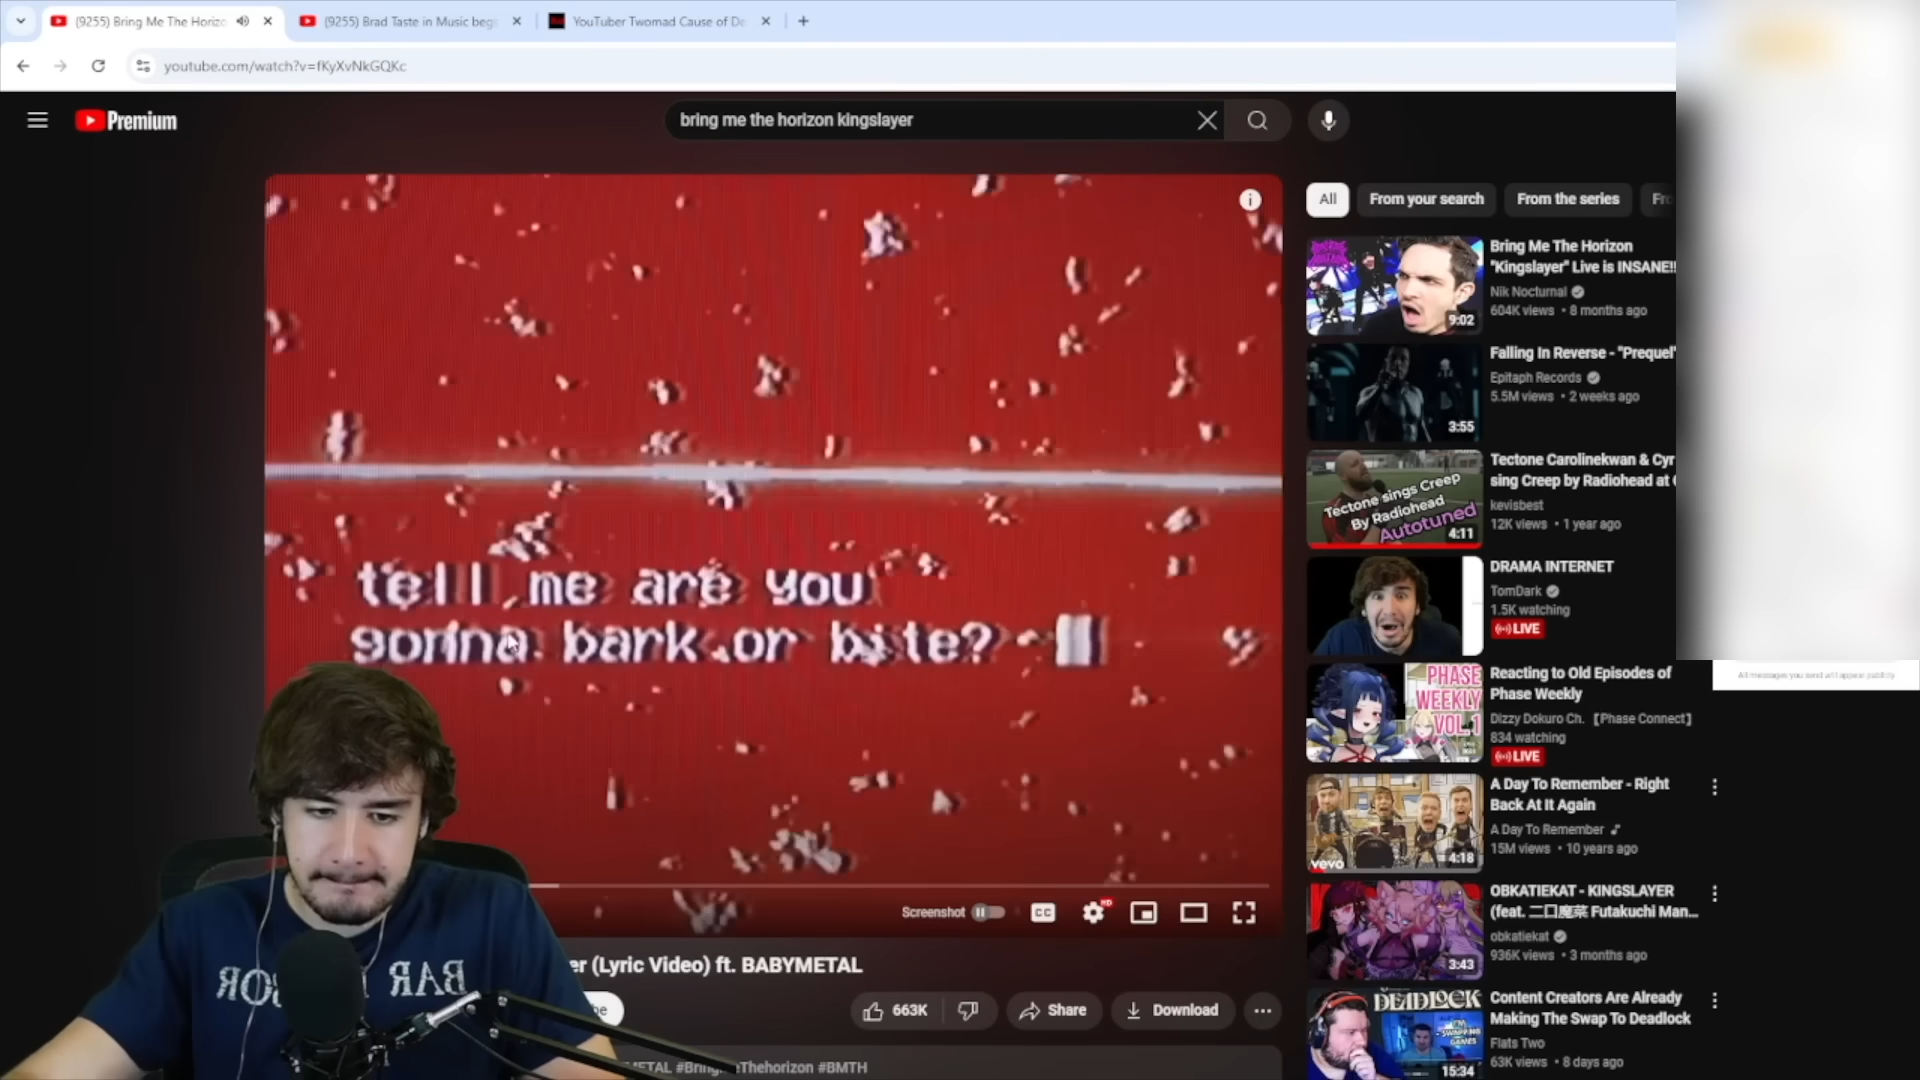 (9255) Bring Me The Horizo
(9255) Brad Taste in Music beg
YouTuber Twomad Cause of De
youtube.com/watch?v=fKyXvNkGQKc
Premium
bring me the horizon kingslayer
tell me are you
gonna bark or bite?
Screenshot
CC
HD
er (Lyric Video) ft. BABYMETAL
be
663K
Share
Download
METAL #Bring
eThehorizon #BMTH
BAR
All
From your search
From the series
Fro
Bring Me The Horizon
"Kingslayer" Live is INSANE!!
Nik Nocturnal
604K views • 8 months ago
9:02
Falling In Reverse - "Prequel"
Epitaph Records
5.5M views • 2 weeks ago
3:55
Tectone Carolinekwan & Cyr
sing Creep by Radiohead at
kevisbest
12K views • 1 year ago
Tectone sings Creep
By Radiohead
Autotuned
4:11
DRAMA INTERNET
TomDark
1.5K watching
LIVE
Reacting to Old Episodes of
Phase Weekly
Dizzy Dokuro Ch. 【Phase Connect】
834 watching
LIVE
PHASE
WEEKLY
VOL.1
A Day To Remember - Right
Back At It Again
A Day To Remember
15M views • 10 years ago
vevo
4:18
OBKATIEKAT - KINGSLAYER
(feat. 二口魔菜 Futakuchi Man...
obkatiekat
936K views • 3 months ago
3:43
Content Creators Are Already
Making The Swap To Deadlock
Flats Two
63K views • 8 days ago
DEADLOCK
I'M
SWAPPING
GAMES
15:34
All messages you send will appear publicly